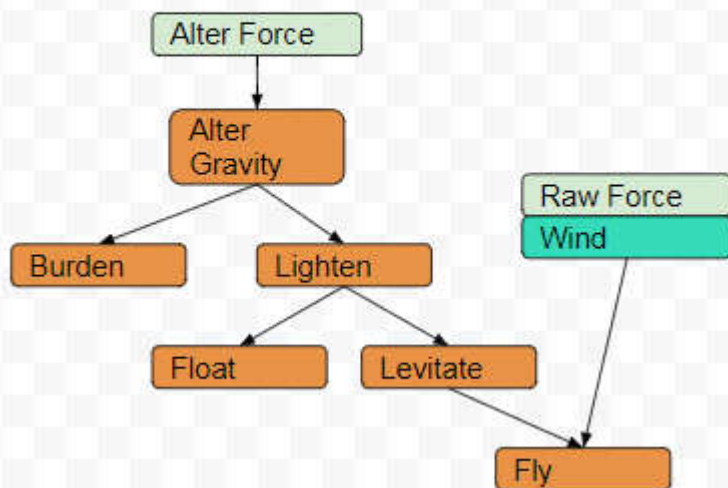 Alter Force
Alter
Gravity
Raw Force
Wind
Burden
Lighten
Float
Levitate
Fly